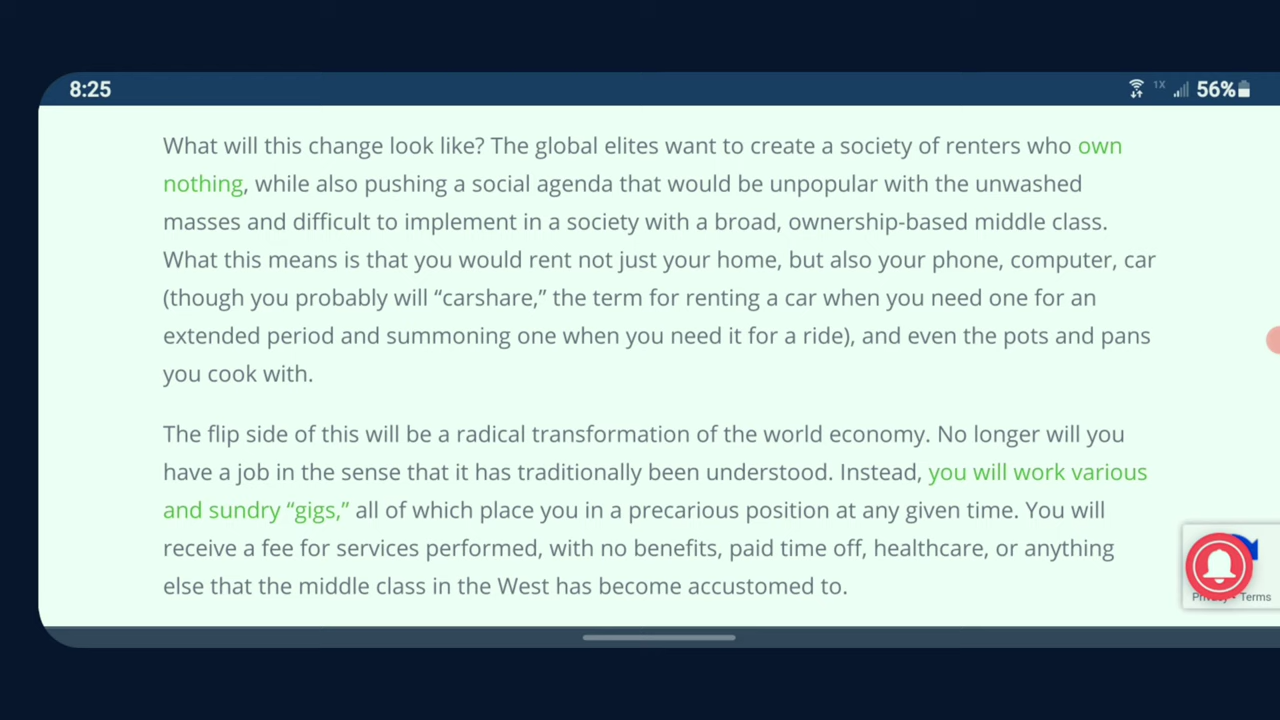 8:25
1X
56%
What will this change look like? The global elites want to create a society of renters who own
nothing, while also pushing a social agenda that would be unpopular with the unwashed
masses and difficult to implement in a society with a broad, ownership-based middle class.
What this means is that you would rent not just your home, but also your phone, computer, car
(though you probably will “carshare,” the term for renting a car when you need one for an
extended period and summoning one when you need it for a ride), and even the pots and pans
you cook with.
The flip side of this will be a radical transformation of the world economy. No longer will you
have a job in the sense that it has traditionally been understood. Instead, you will work various
and sundry “gigs,” all of which place you in a precarious position at any given time. You will
receive a fee for services performed, with no benefits, paid time off, healthcare, or anything
else that the middle class in the West has become accustomed to.
Privacy - Terms